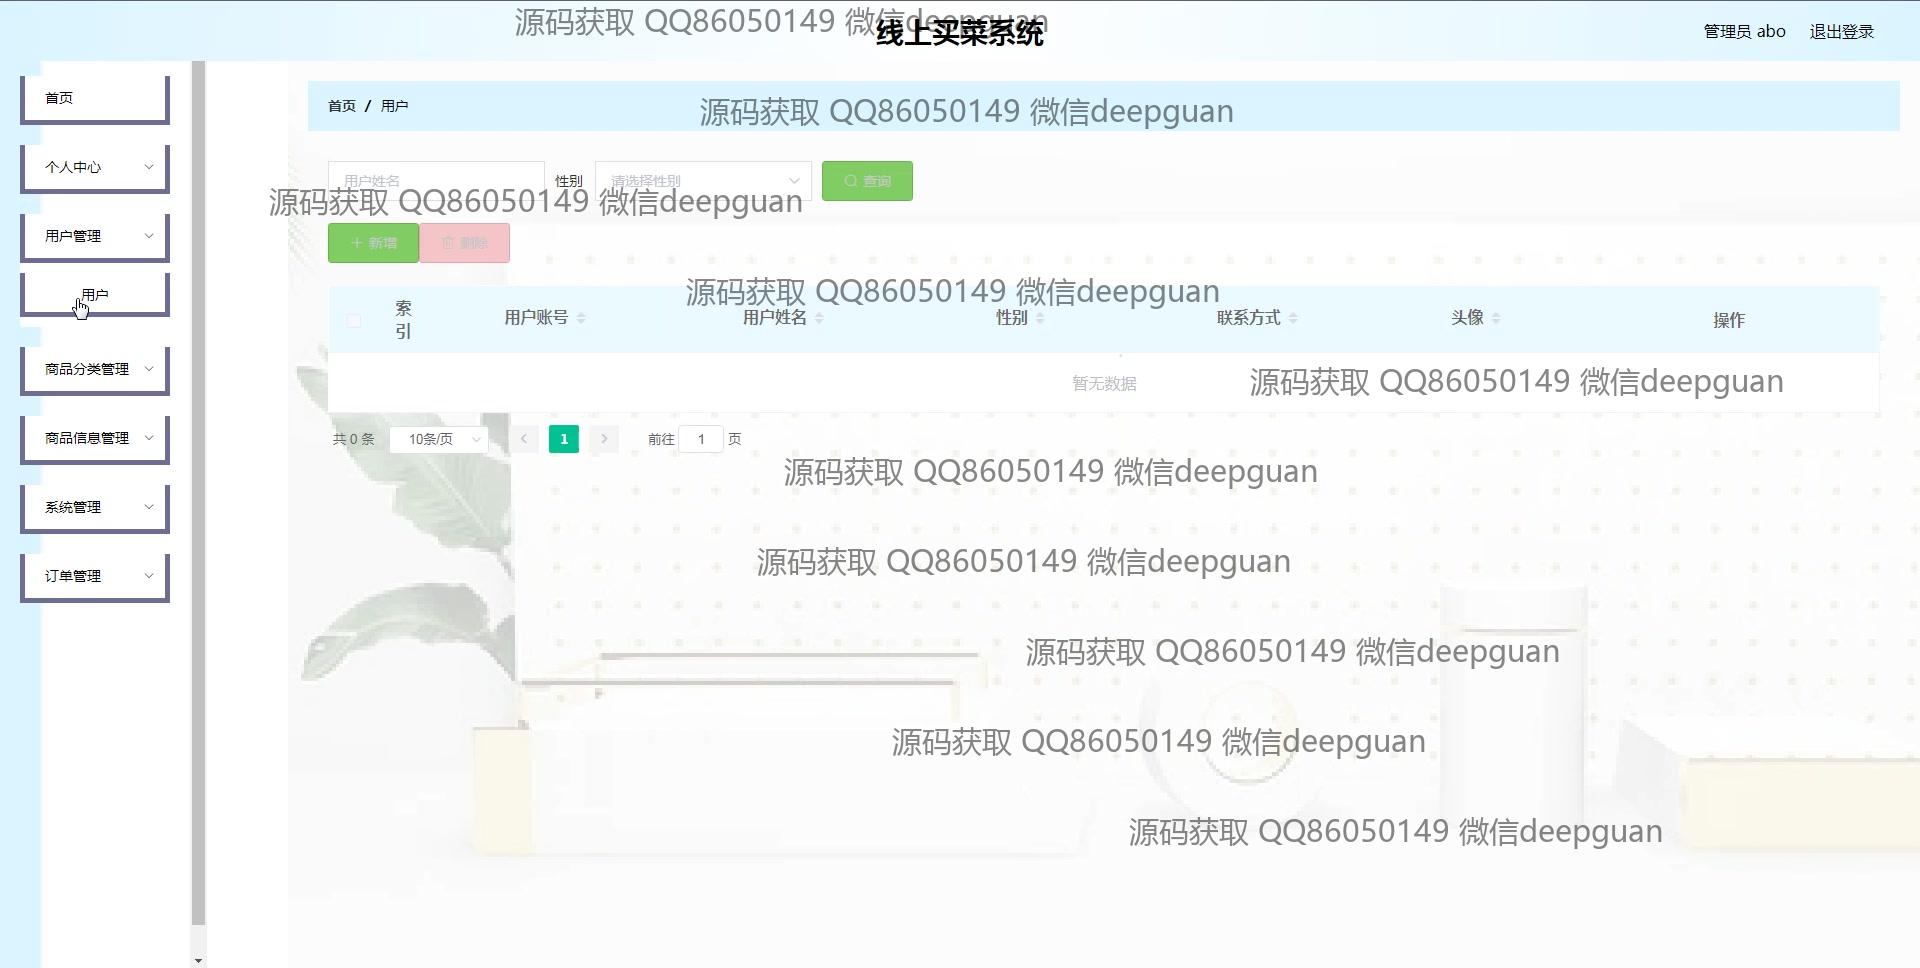 源码获取 QQ86050149 微信deepguan
线上买菜系统
管理员 abo
退出登录
首页
个人中心
用户管理
用户
商品分类管理
商品信息管理
系统管理
订单管理
首页 / 用户
源码获取 QQ86050149 微信deepguan
用户姓名
性别
请选择性别
查询
源码获取 QQ86050149 微信deepguan
新增
删除
源码获取 QQ86050149 微信deepguan
索引
用户账号
用户姓名
性别
联系方式
头像
操作
暂无数据
源码获取 QQ86050149 微信deepguan
共 0 条
10条/页
1
前往 1 页
源码获取 QQ86050149 微信deepguan
源码获取 QQ86050149 微信deepguan
源码获取 QQ86050149 微信deepguan
源码获取 QQ86050149 微信deepguan
源码获取 QQ86050149 微信deepguan